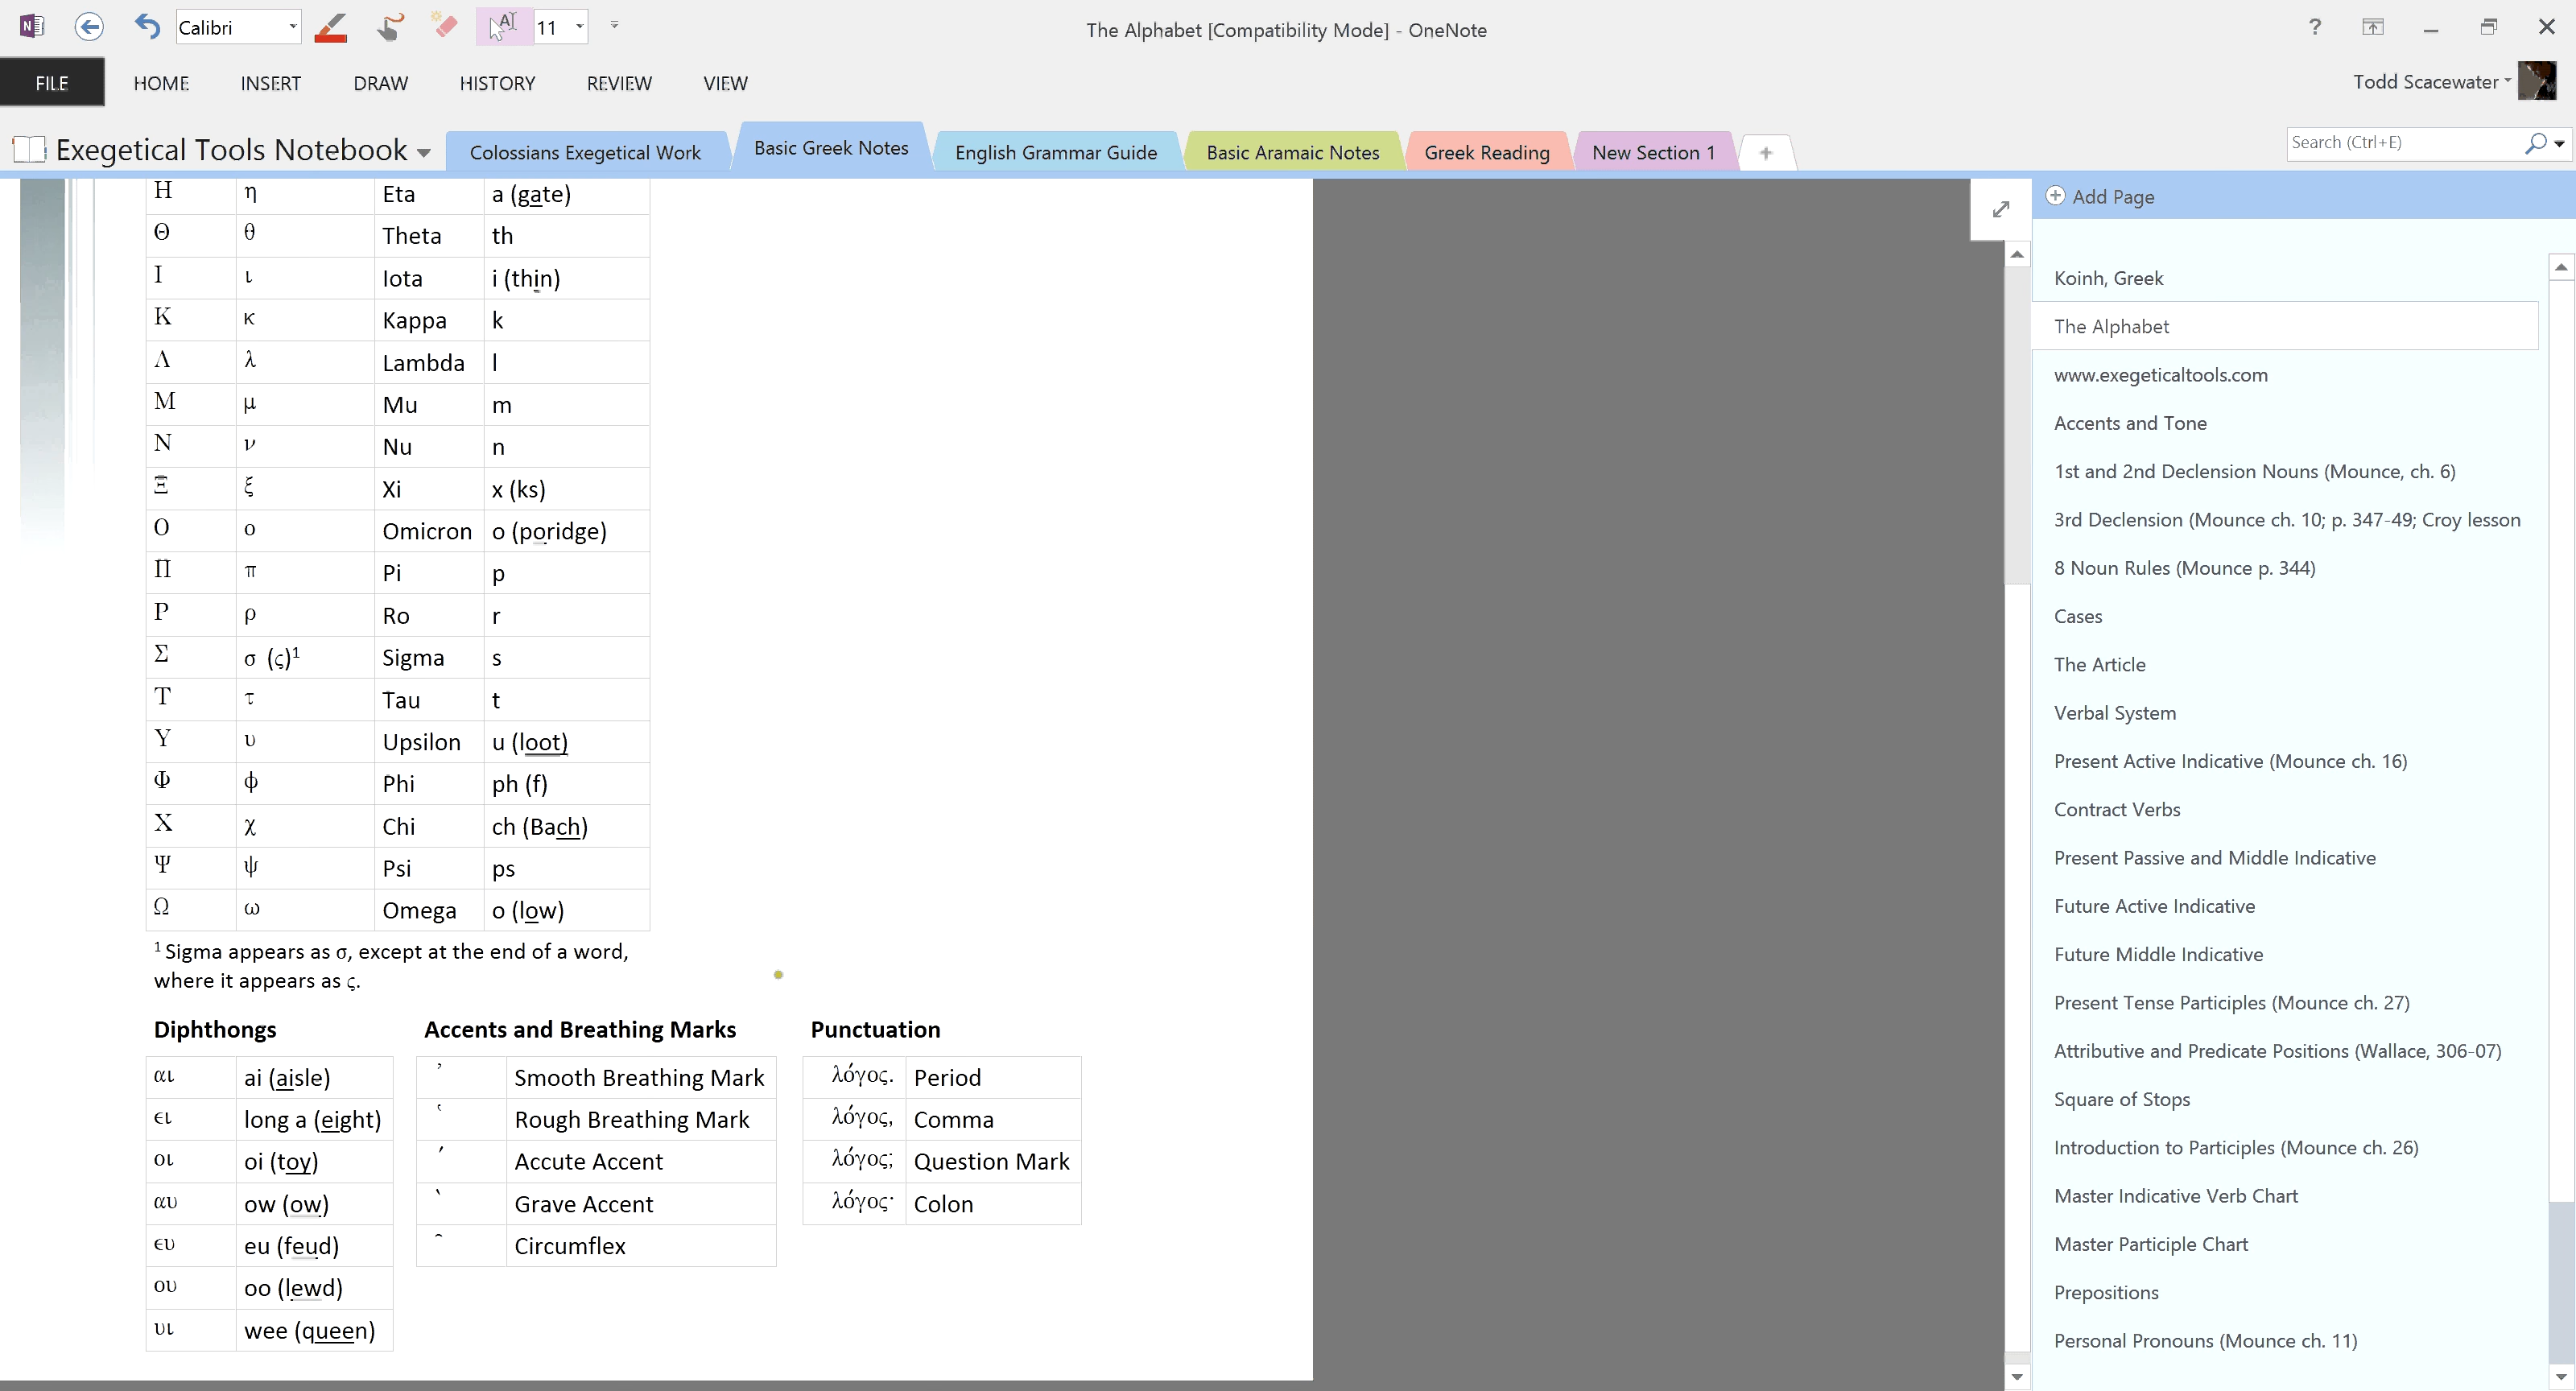 Calibri 11 The Alphabet [Compatibility Mode] - OneNote ?
FILE HOME INSERT DRAW HISTORY REVIEW VIEW Todd Scacewater
Exegetical Tools Notebook Colossians Exegetical Work Basic Greek Notes English Grammar Guide Basic Aramaic Notes Greek Reading New Section 1 + Search (Ctrl+E)
Η η Eta a (gate)
Θ θ Theta th
Ι ι Iota i (thin)
Κ κ Kappa k
Λ λ Lambda l
Μ μ Mu m
Ν ν Nu n
Ξ ξ Xi x (ks)
Ο ο Omicron o (poridge)
Π π Pi p
Ρ ρ Ro r
Σ σ (ς)¹ Sigma s
Τ τ Tau t
Υ υ Upsilon u (loot)
Φ ϕ Phi ph (f)
Χ χ Chi ch (Bach)
Ψ ψ Psi ps
Ω ω Omega o (low)
¹ Sigma appears as σ, except at the end of a word,
where it appears as ς.
Diphthongs
αι ai (aisle)
ϵι long a (eight)
οι oi (toy)
αυ ow (ow)
ϵυ eu (feud)
ου oo (lewd)
υι wee (queen)
Accents and Breathing Marks
᾿ Smooth Breathing Mark
῾ Rough Breathing Mark
´ Accute Accent
` Grave Accent
῀ Circumflex
Punctuation
λόγος. Period
λόγος, Comma
λόγος; Question Mark
λόγος· Colon
Add Page
Koinh, Greek
The Alphabet
www.exegeticaltools.com
Accents and Tone
1st and 2nd Declension Nouns (Mounce, ch. 6)
3rd Declension (Mounce ch. 10; p. 347-49; Croy lesson
8 Noun Rules (Mounce p. 344)
Cases
The Article
Verbal System
Present Active Indicative (Mounce ch. 16)
Contract Verbs
Present Passive and Middle Indicative
Future Active Indicative
Future Middle Indicative
Present Tense Participles (Mounce ch. 27)
Attributive and Predicate Positions (Wallace, 306-07)
Square of Stops
Introduction to Participles (Mounce ch. 26)
Master Indicative Verb Chart
Master Participle Chart
Prepositions
Personal Pronouns (Mounce ch. 11)